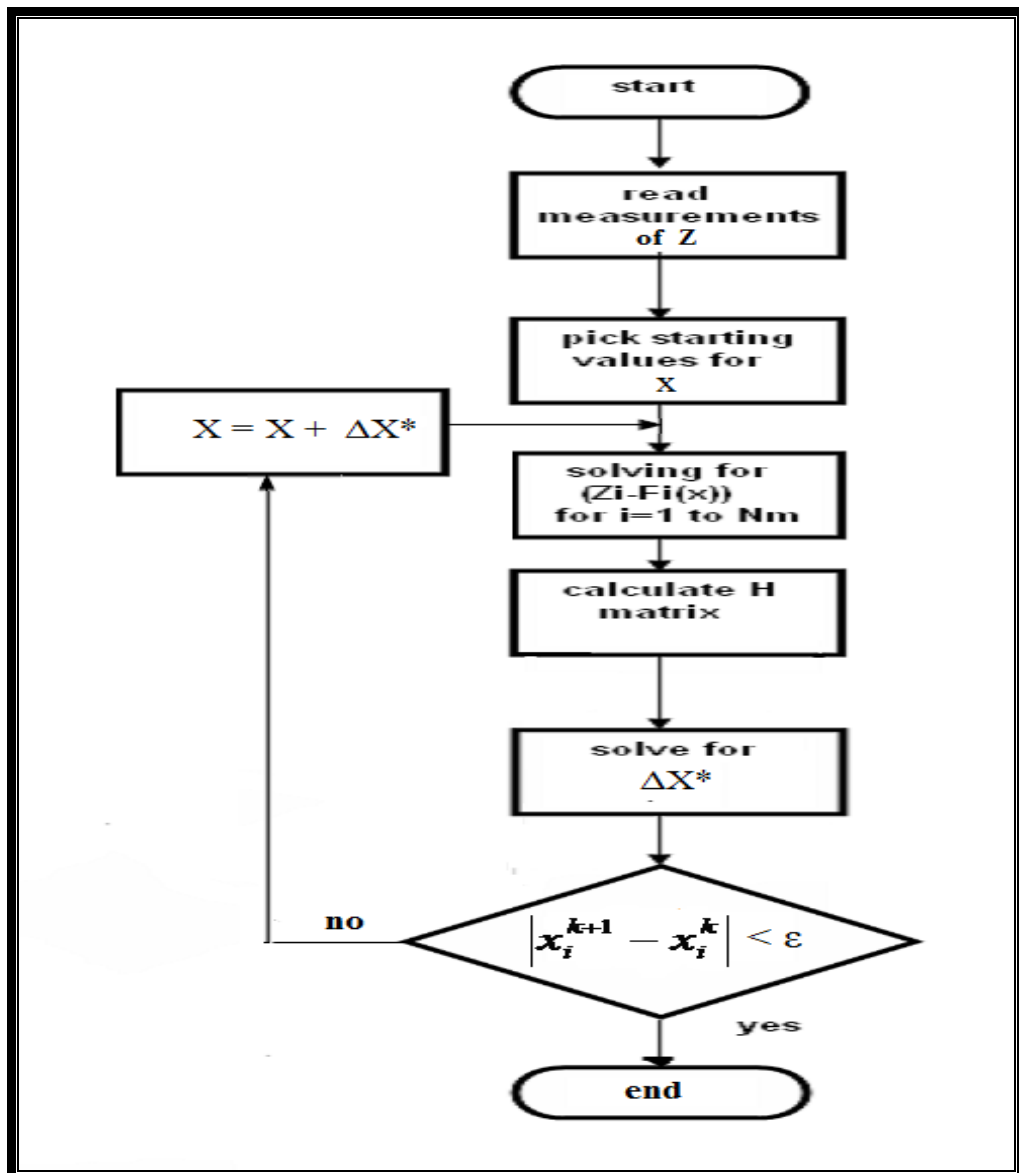 start
read
measurements
of Z
pick starting
values for
x
X = X + ΔX*
solving for
(Zi-Fi(x))
for i=1 to Nm
calculate H
matrix
solve for
ΔX*
no
|x_i^{k+1} − x_i^k| < ε
yes
end